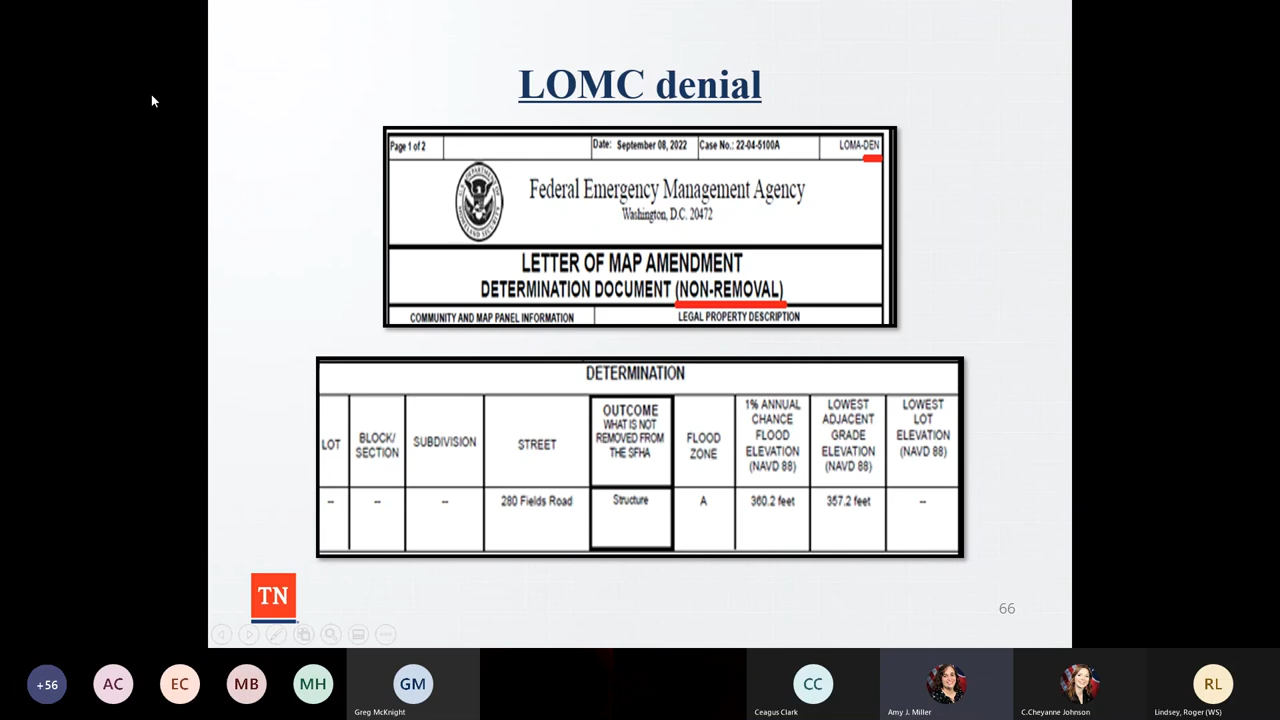 LOMC denial
Page 1 of 2
Date: September 08, 2022
Case No.: 22-04-5100A
LOMA-DEN
Federal Emergency Management Agency
Washington, D.C. 20472
LETTER OF MAP AMENDMENT
DETERMINATION DOCUMENT (NON-REMOVAL)
COMMUNITY AND MAP PANEL INFORMATION
LEGAL PROPERTY DESCRIPTION
DETERMINATION
LOT
BLOCK/
SECTION
SUBDIVISION
STREET
OUTCOME
WHAT IS NOT
REMOVED FROM
THE SFHA
FLOOD
ZONE
1% ANNUAL
CHANCE
FLOOD
ELEVATION
(NAVD 88)
LOWEST
ADJACENT
GRADE
ELEVATION
(NAVD 88)
LOWEST
LOT
ELEVATION
(NAVD 88)
--
--
--
280 Fields Road
Structure
A
360.2 feet
357.2 feet
--
TN
66
+56
AC
EC
MB
MH
GM
Greg McKnight
CC
Ceagus Clark
Amy J. Miller
C.Cheyanne Johnson
RL
Lindsey, Roger (WS)